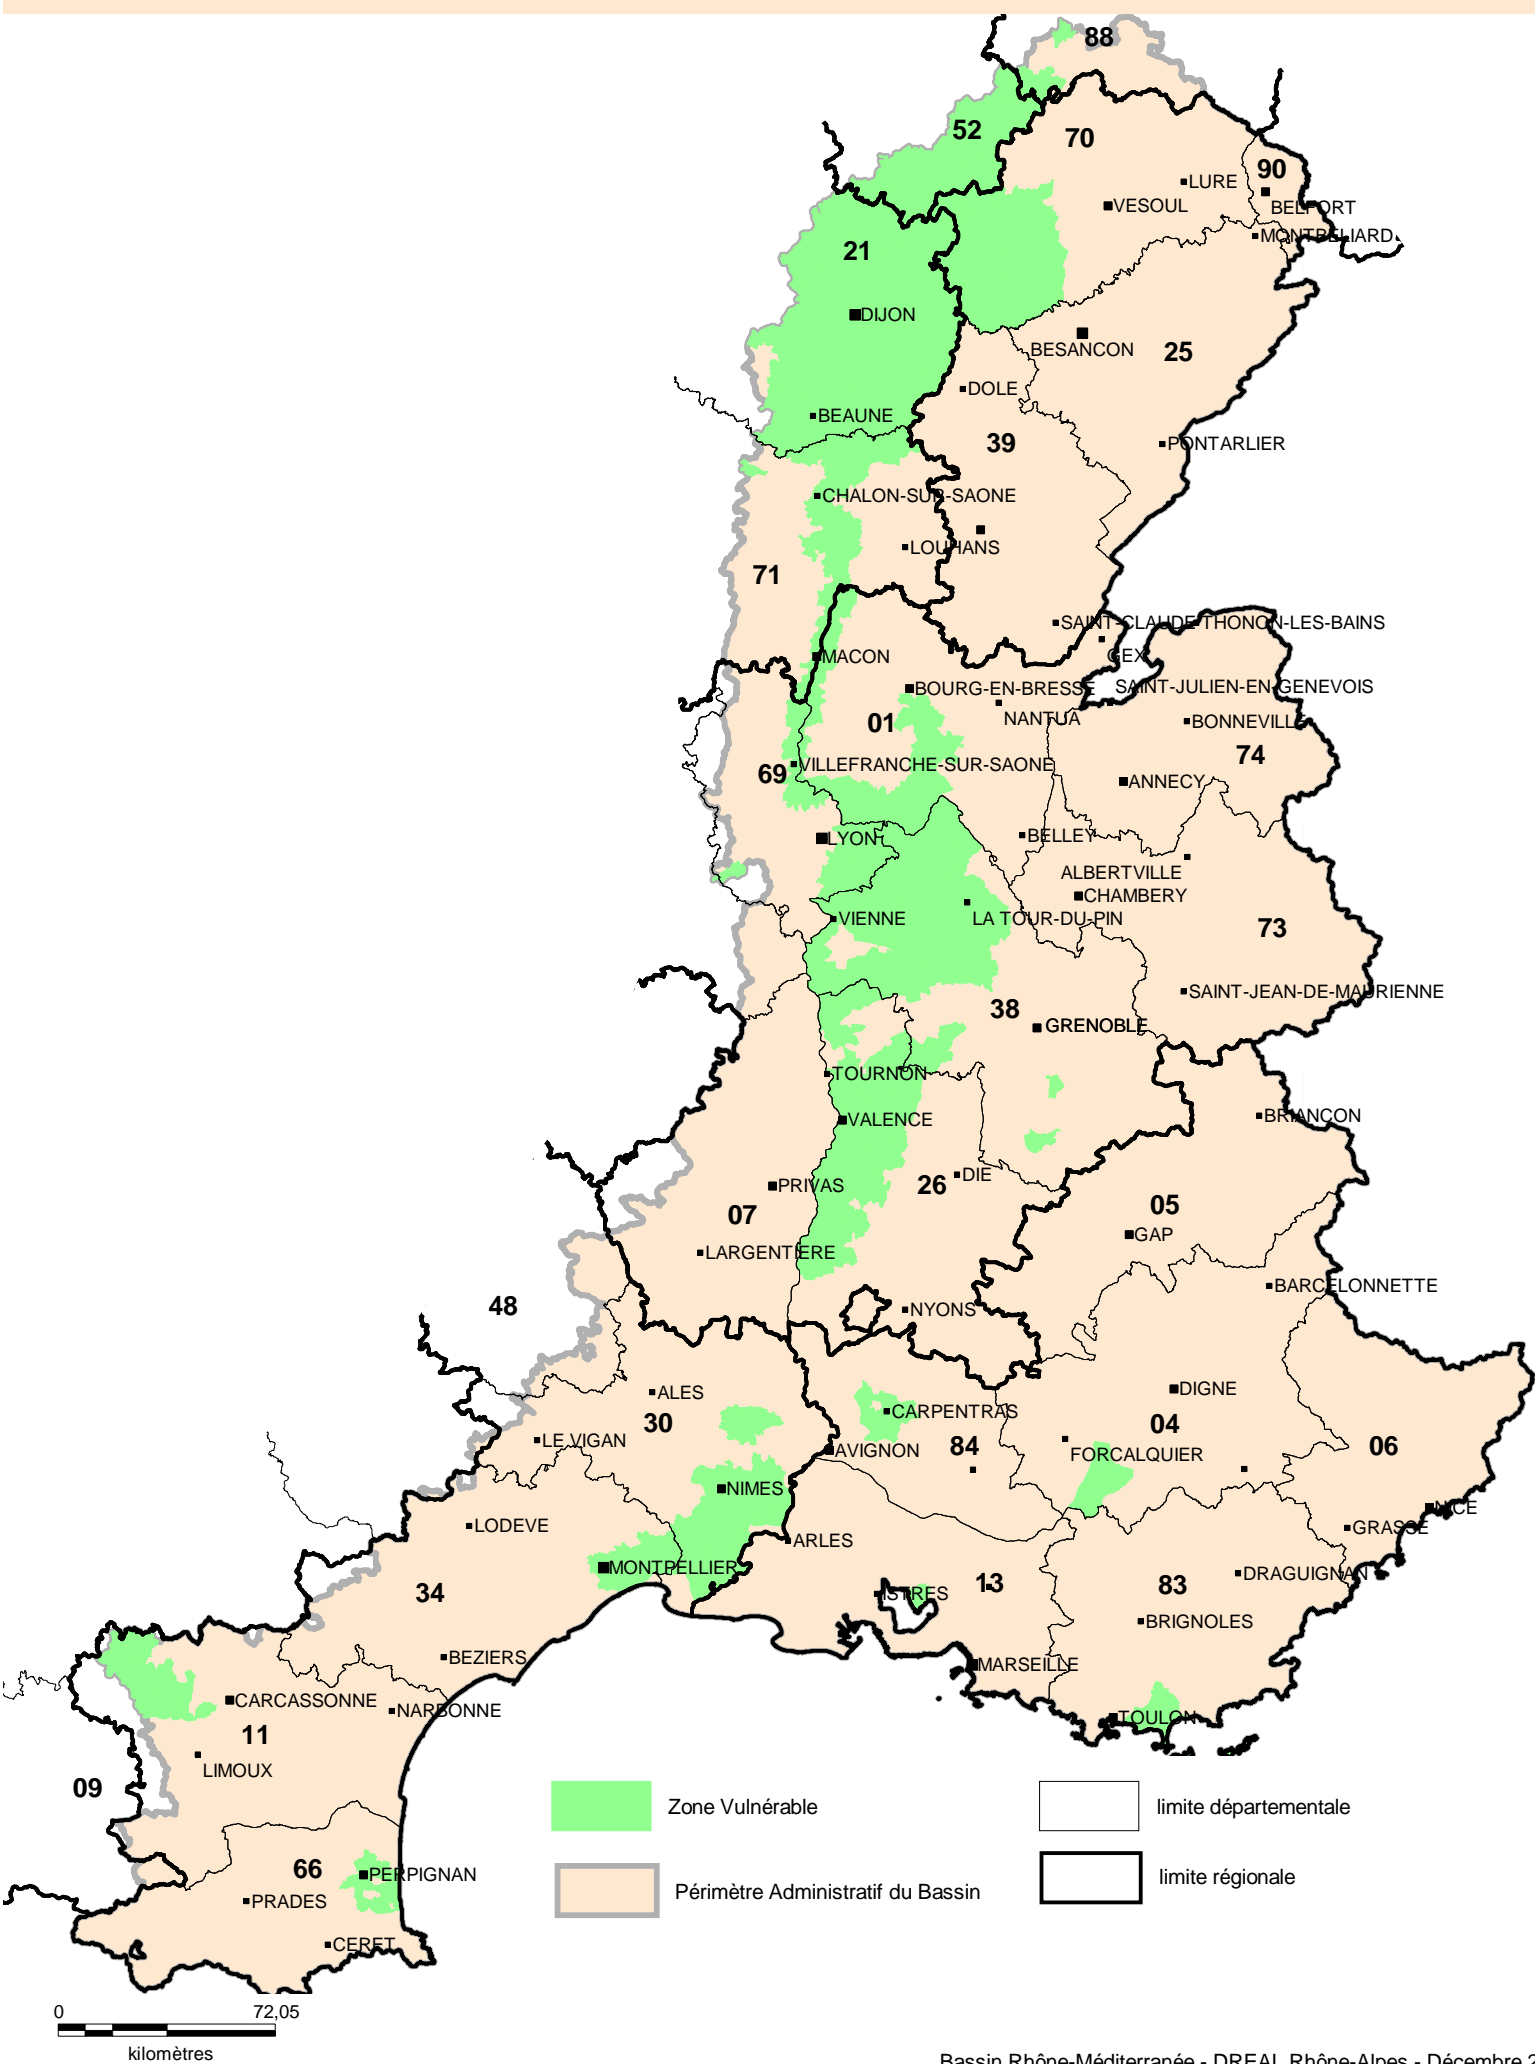 88
52
70
90
LURE
VESOUL
BELFORT
MONTBELIARD
21
DIJON
BESANCON
25
DOLE
BEAUNE
39
PONTARLIER
CHALON-SUR-SAONE
LOUHANS
71
SAINT-CLAUDE
THONON-LES-BAINS
GEX
MACON
BOURG-EN-BRESSE
SAINT-JULIEN-EN-GENEVOIS
NANTUA
01
BONNEVILLE
74
69
VILLEFRANCHE-SUR-SAONE
ANNECY
LYON
BELLEY
ALBERTVILLE
CHAMBERY
VIENNE
LA TOUR-DU-PIN
73
SAINT-JEAN-DE-MAURIENNE
38
GRENOBLE
TOURNON
VALENCE
BRIANCON
DIE
PRIVAS
26
07
05
GAP
LARGENTIERE
BARCELONNETTE
48
NYONS
ALES
DIGNE
CARPENTRAS
30
04
LE VIGAN
AVIGNON
84
FORCALQUIER
06
NIMES
NICE
LODEVE
GRASSE
ARLES
MONTPELLIER
DRAGUIGNAN
34
ISTRES
13
83
BRIGNOLES
BEZIERS
MARSEILLE
CARCASSONNE
NARBONNE
TOULON
11
LIMOUX
09
Zone Vulnérable
limite départementale
66
PERPIGNAN
limite régionale
Périmètre Administratif du Bassin
PRADES
CERET
0 72,05
kilomètres
Bassin Rhône-Méditerranée - DREAL Rhône-Alpes - Décembre 2